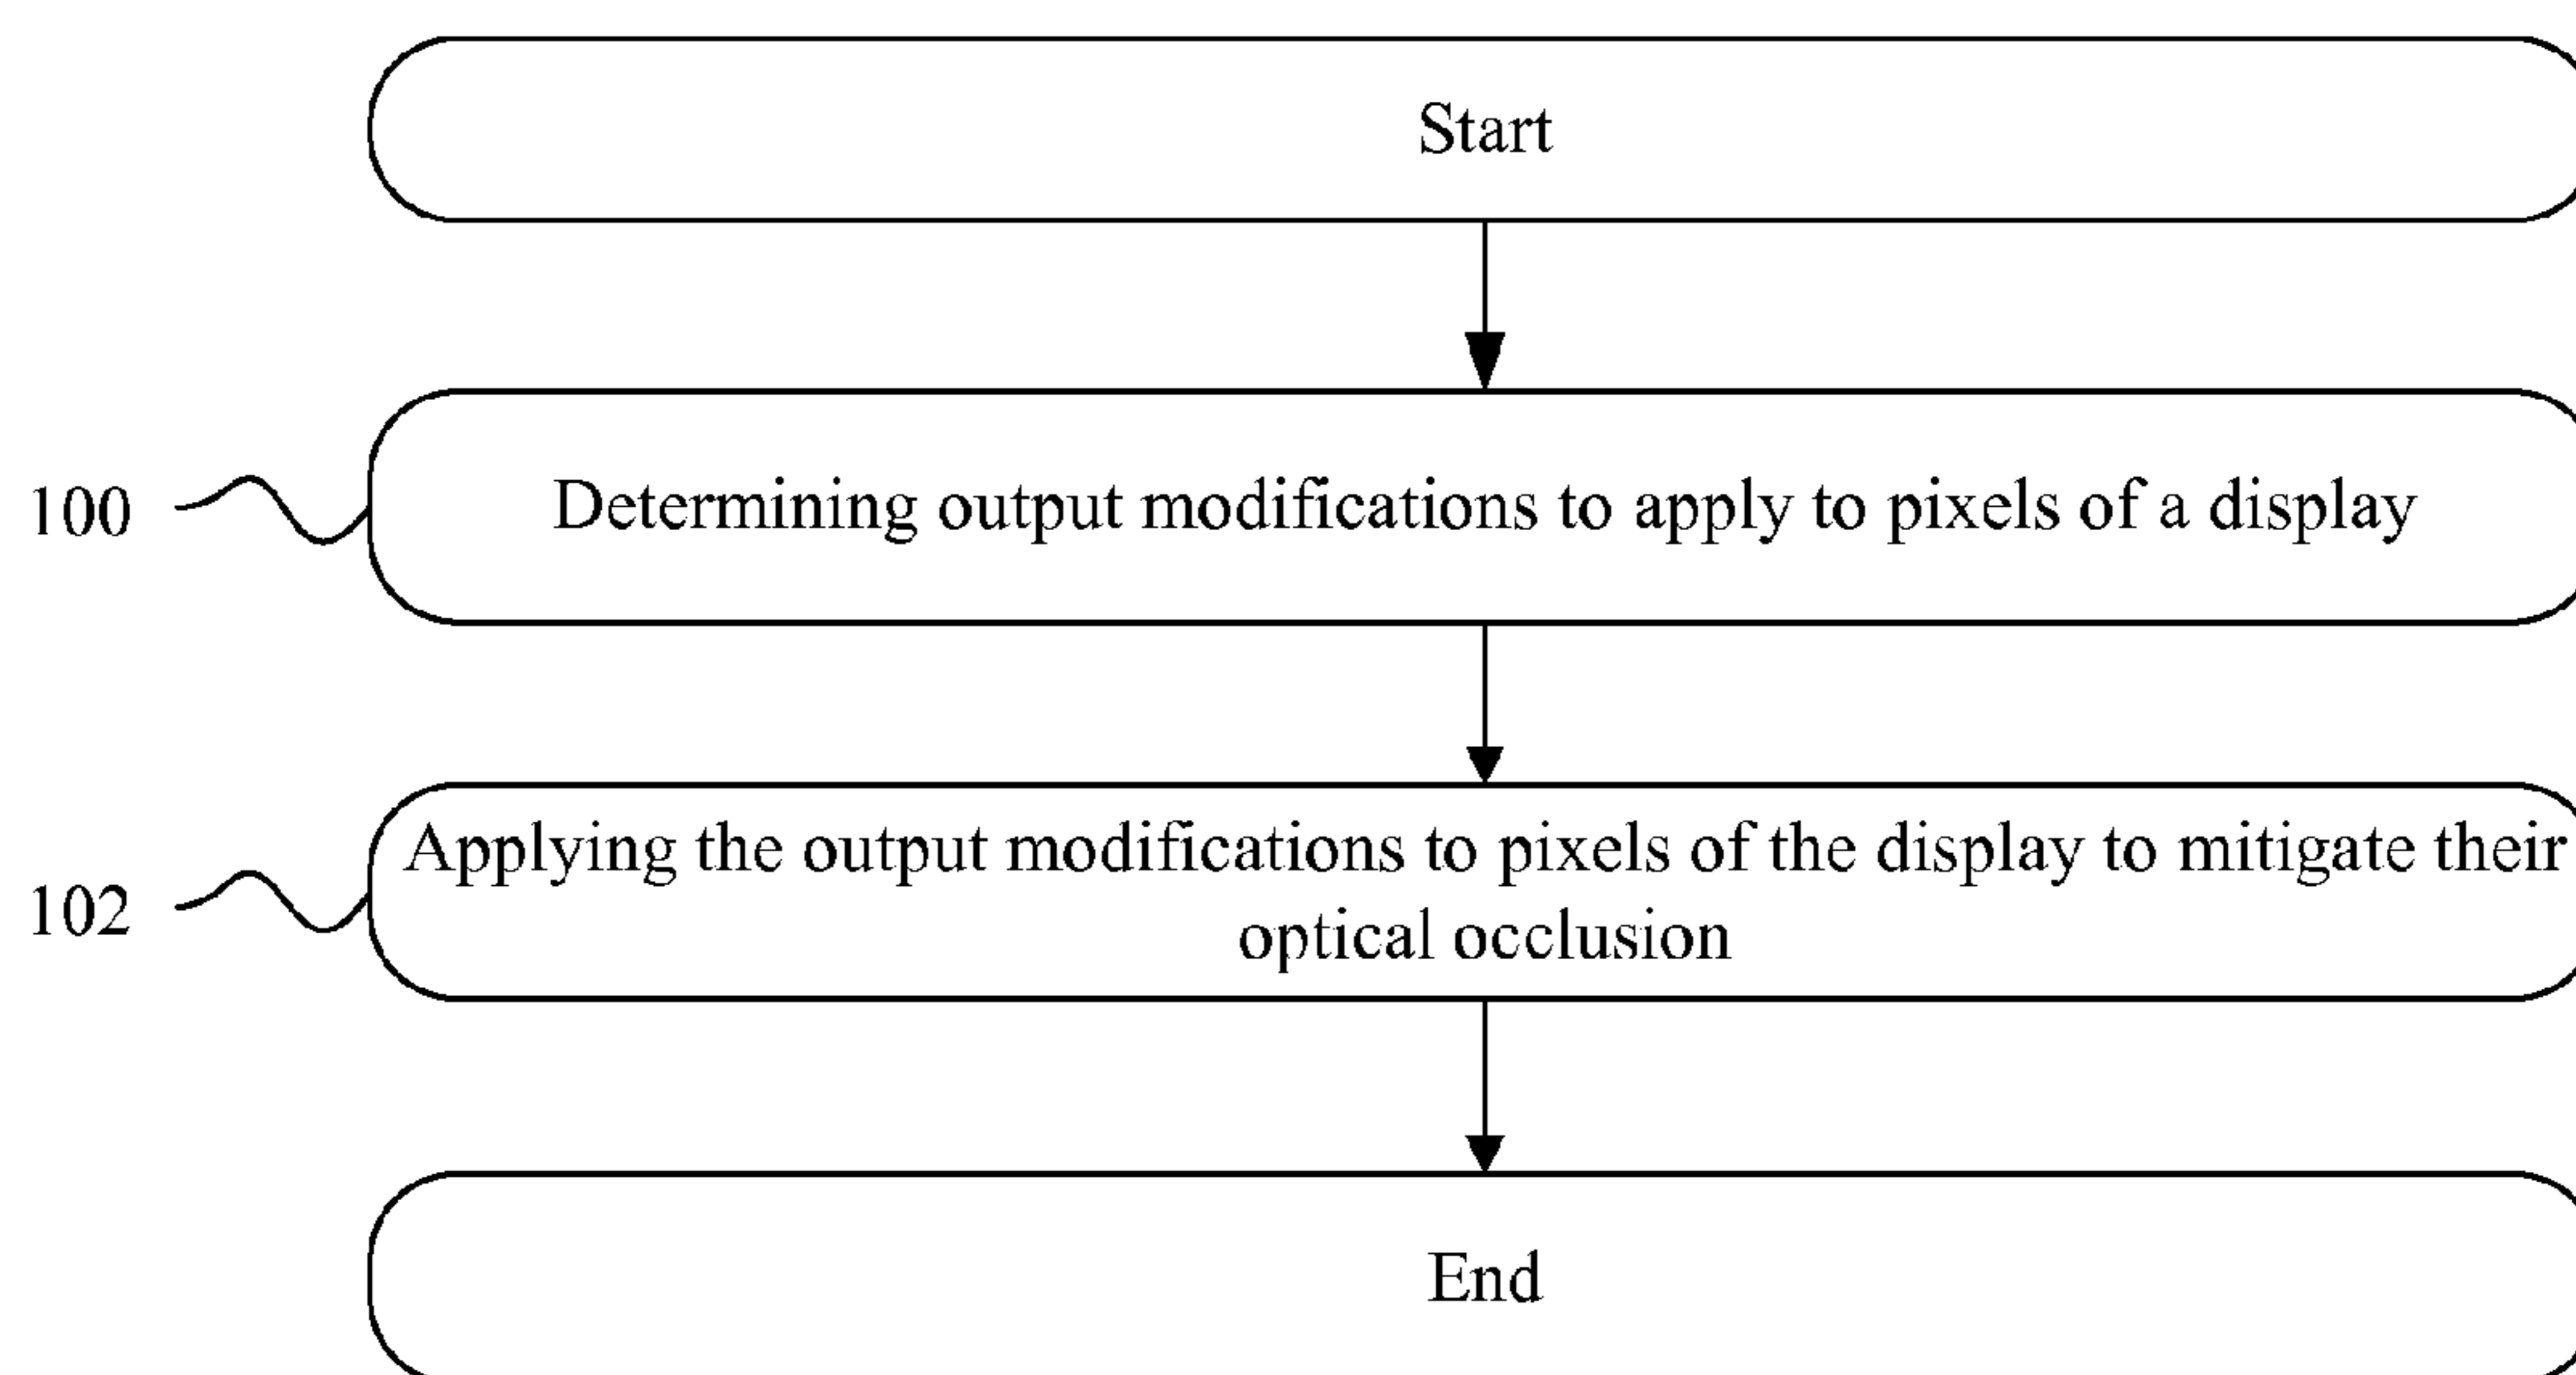 Start
100
Determining output modifications to apply to pixels of a display
102
Applying the output modifications to pixels of the display to mitigate their
optical occlusion
End